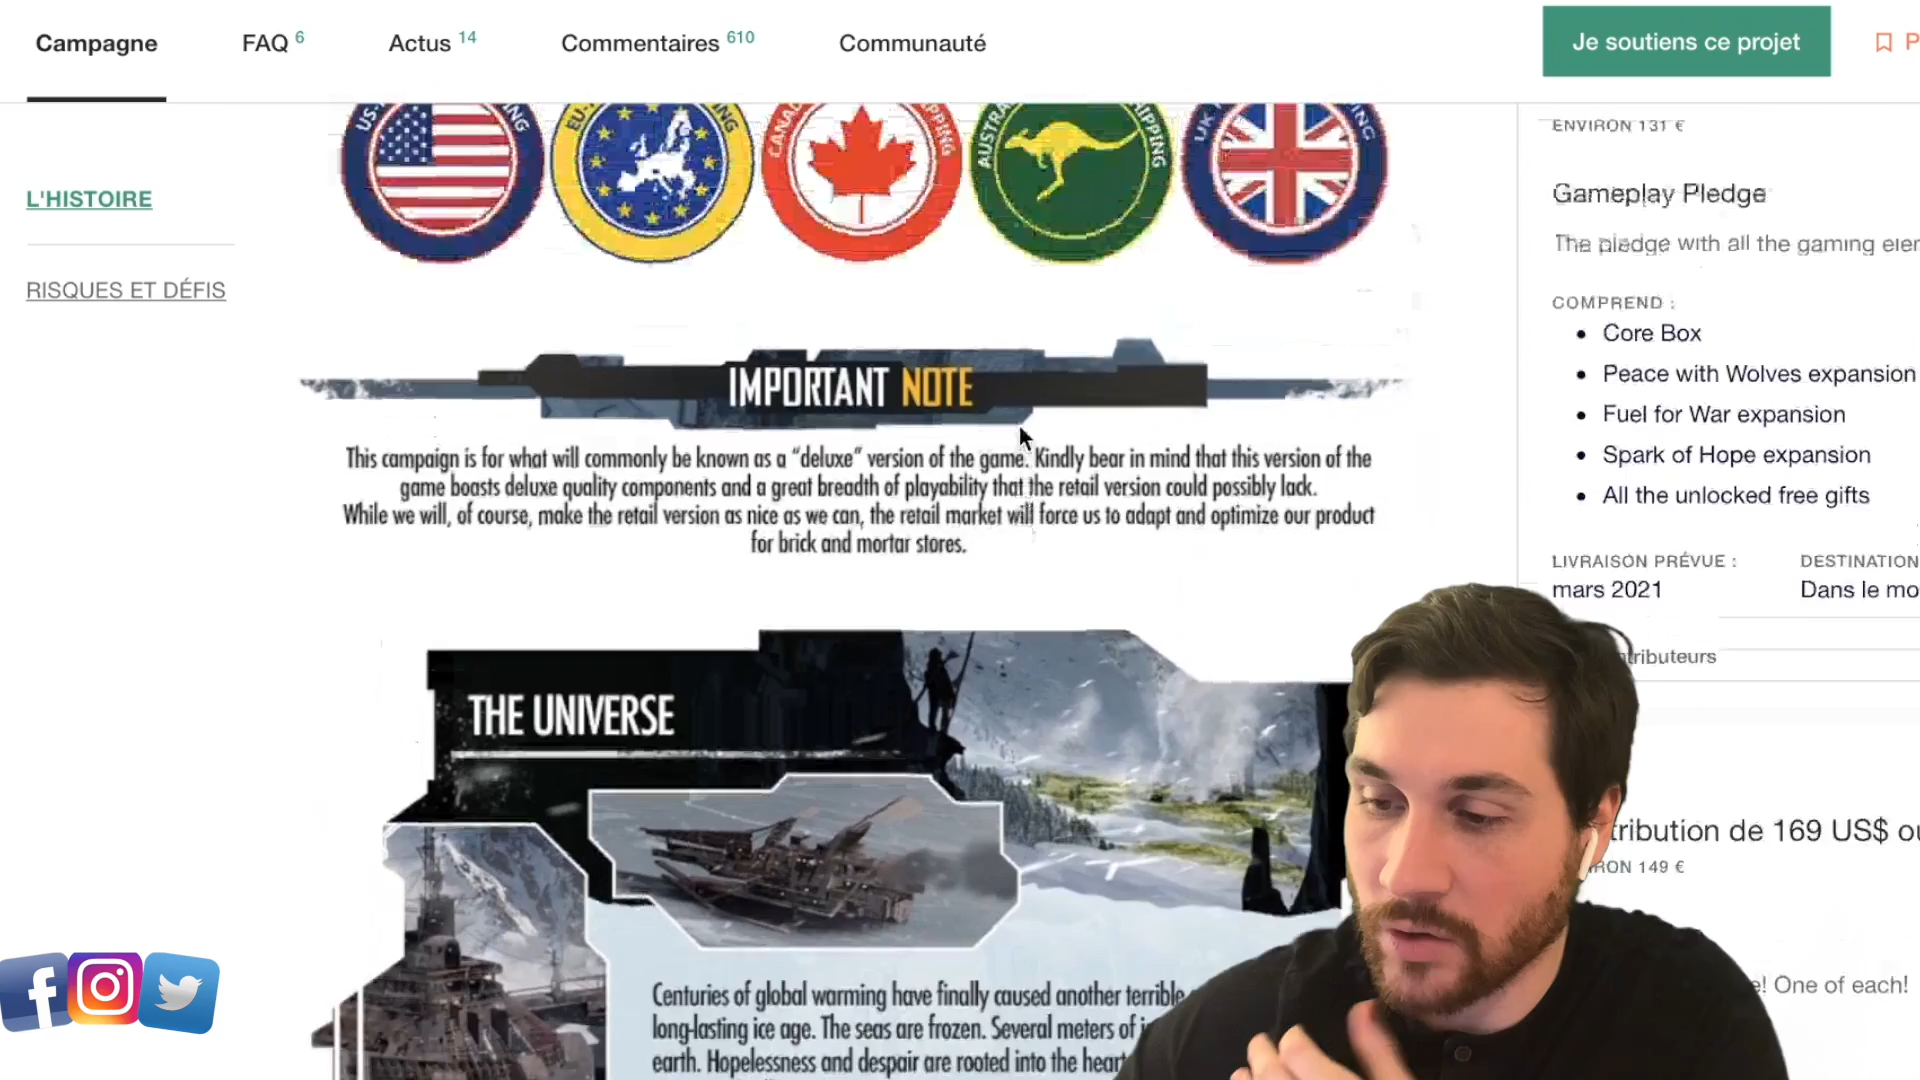 Campagne
FAQ 6
Actus 14
Commentaires 610
Communauté
Je soutiens ce projet
P
L'HISTOIRE
RISQUES ET DÉFIS
IMPORTANT NOTE
This campaign is for what will commonly be known as a "deluxe" version of the game. Kindly bear in mind that this version of the
game boasts deluxe quality components and a great breadth of playability that the retail version could possibly lack.
While we will, of course, make the retail version as nice as we can, the retail market will force us to adapt and optimize our product
for brick and mortar stores.
THE UNIVERSE
Centuries of global warming have finally caused another terrible
long-lasting ice age. The seas are frozen. Several meters of
earth. Hopelessness and despair are rooted into the heart
ENVIRON 131 €
Gameplay Pledge
The pledge with all the gaming
COMPREND :
Core Box
Peace with Wolves expansion
Fuel for War expansion
Spark of Hope expansion
All the unlocked free gifts
LIVRAISON PRÉVUE :
mars 2021
DESTINATION
Dans le mo
tributeurs
tribution de 169 US$ ou
RON 149 €
e! One of each!